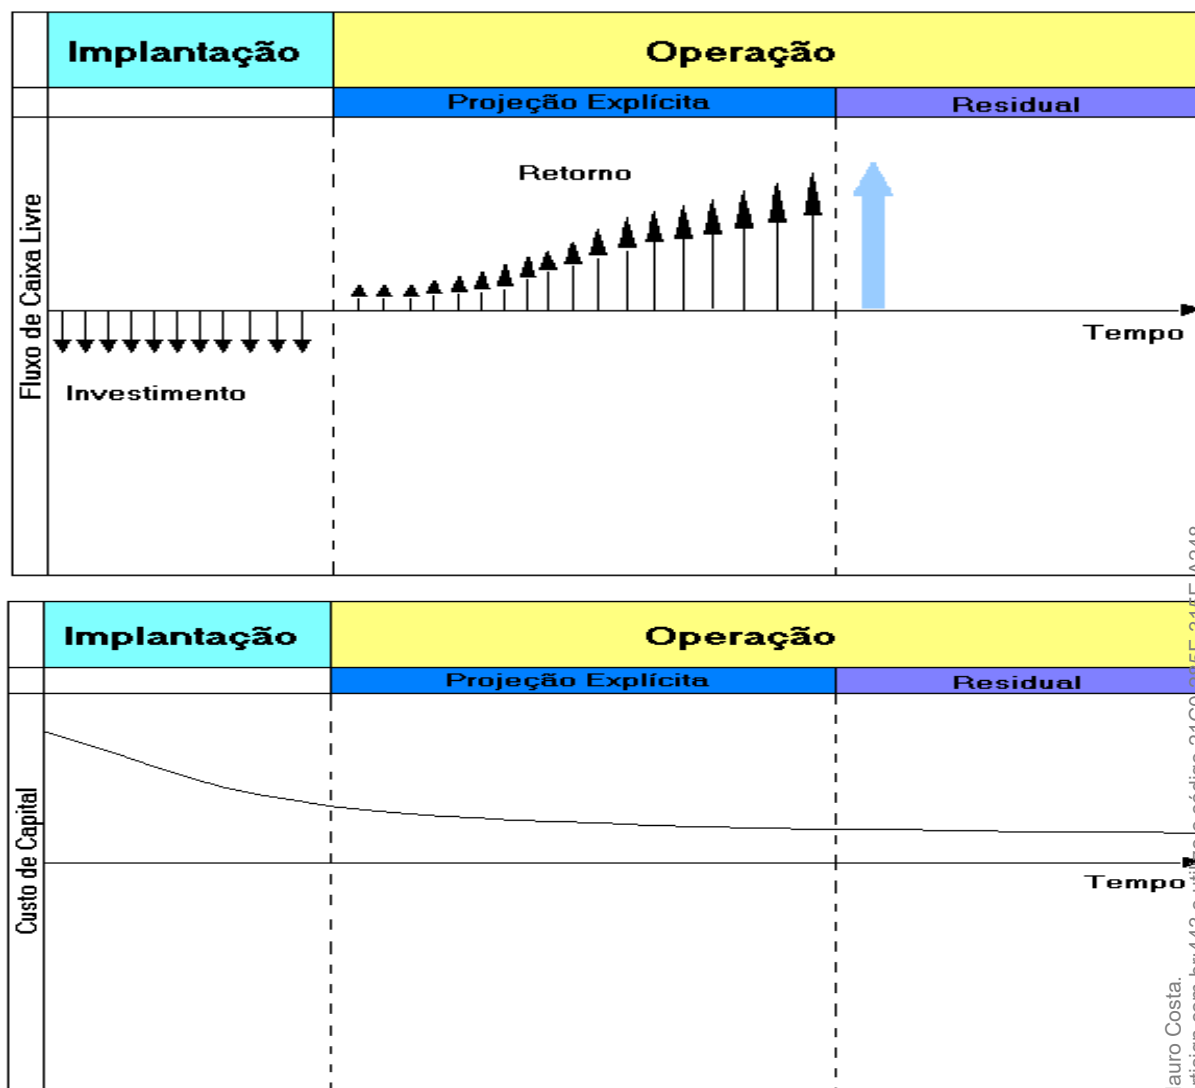 Implantação
Operação
Projeção Explícita
Residual
Fluxo de Caixa Livre
Retorno
Tempo
Investimento
Implantação
Operação
Projeção Explícita
Residual
Custo de Capital
Tempo
auro Costa.